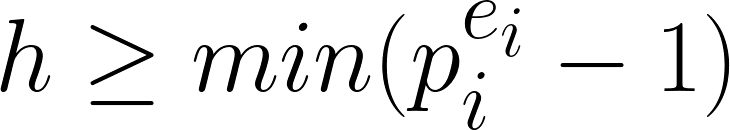 h ≥ min(p_i^{e_i} − 1)